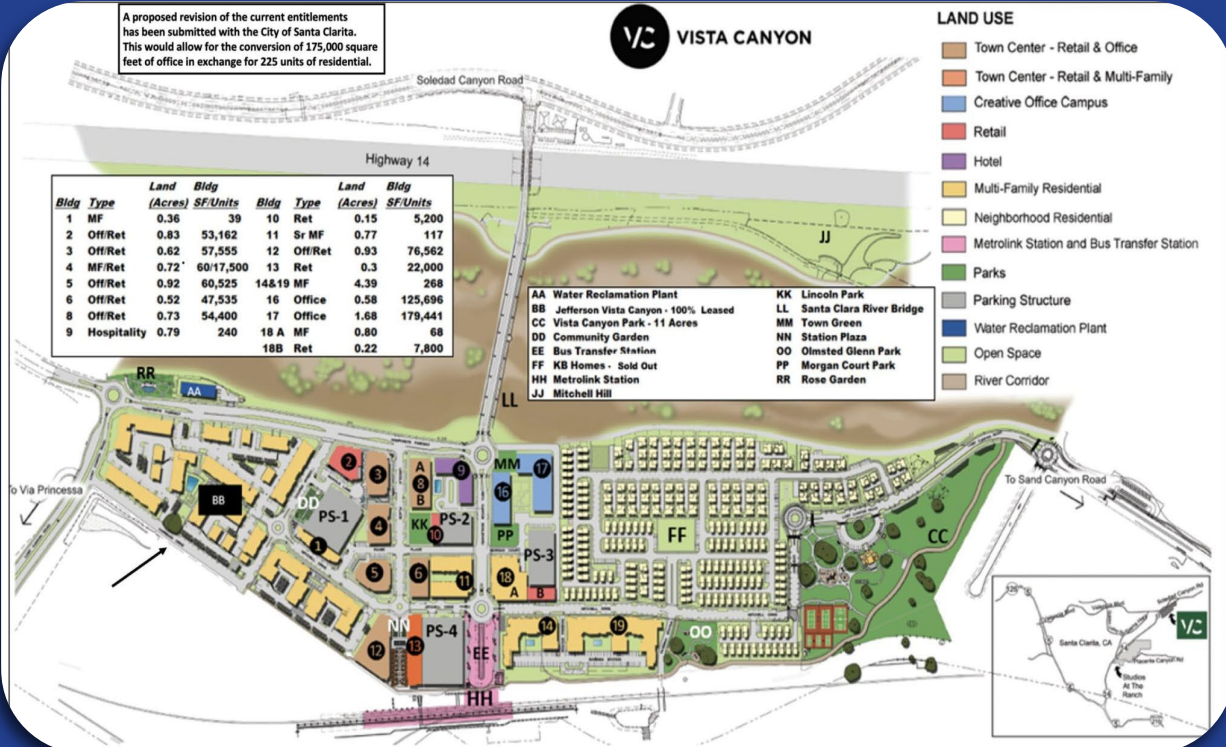 A proposed revision of the current entitlements
has been submitted with the City of Santa Clarita.
This would allow for the conversion of 175,000 square
feet of office in exchange for 225 units of residential.
VC VISTA CANYON
LAND USE
Town Center - Retail & Office
Town Center - Retail & Multi-Family
Creative Office Campus
Retail
Hotel
Multi-Family Residential
Neighborhood Residential
Metrolink Station and Bus Transfer Station
Parks
Parking Structure
Water Reclamation Plant
Open Space
River Corridor
Soledad Canyon Road
Highway 14
Land Bldg Land Bldg
Bldg Type (Acres) SF/Units Bldg Type (Acres) SF/Units
1 MF 0.36 39 10 Ret 0.15 5,200
2 Off/Ret 0.83 53,162 11 Sr MF 0.77 117
3 Off/Ret 0.62 57,555 12 Off/Ret 0.93 76,562
4 MF/Ret 0.72 60/17,500 13 Ret 0.3 22,000
5 Off/Ret 0.92 60,525 14&19 MF 4.39 268
6 Off/Ret 0.52 47,535 16 Office 0.58 125,696
8 Off/Ret 0.73 54,400 17 Office 1.68 179,441
9 Hospitality 0.79 240 18 A MF 0.80 68
18B Ret 0.22 7,800
JJ
AA Water Reclamation Plant KK Lincoln Park
BB Jefferson Vista Canyon - 100% Leased LL Santa Clara River Bridge
CC Vista Canyon Park - 11 Acres MM Town Green
DD Community Garden NN Station Plaza
EE Bus Transfer Station OO Olmsted Glenn Park
FF KB Homes - Sold Out PP Morgan Court Park
HH Metrolink Station RR Rose Garden
JJ Mitchell Hill
RR
AA
LL
To Via Princessa
To Sand Canyon Road
BB
DD
PS-1
1
2
3
4
5
6
A
8
B
9
KK
10
PS-2
11
MM
16
17
PP
PS-3
18
A
B
FF
CC
12
NN
13
PS-4
EE
14
19
OO
HH
VC
Santa Clarita, CA
Soledad Canyon Rd
Placerita Canyon Rd
Studios
At The
Ranch